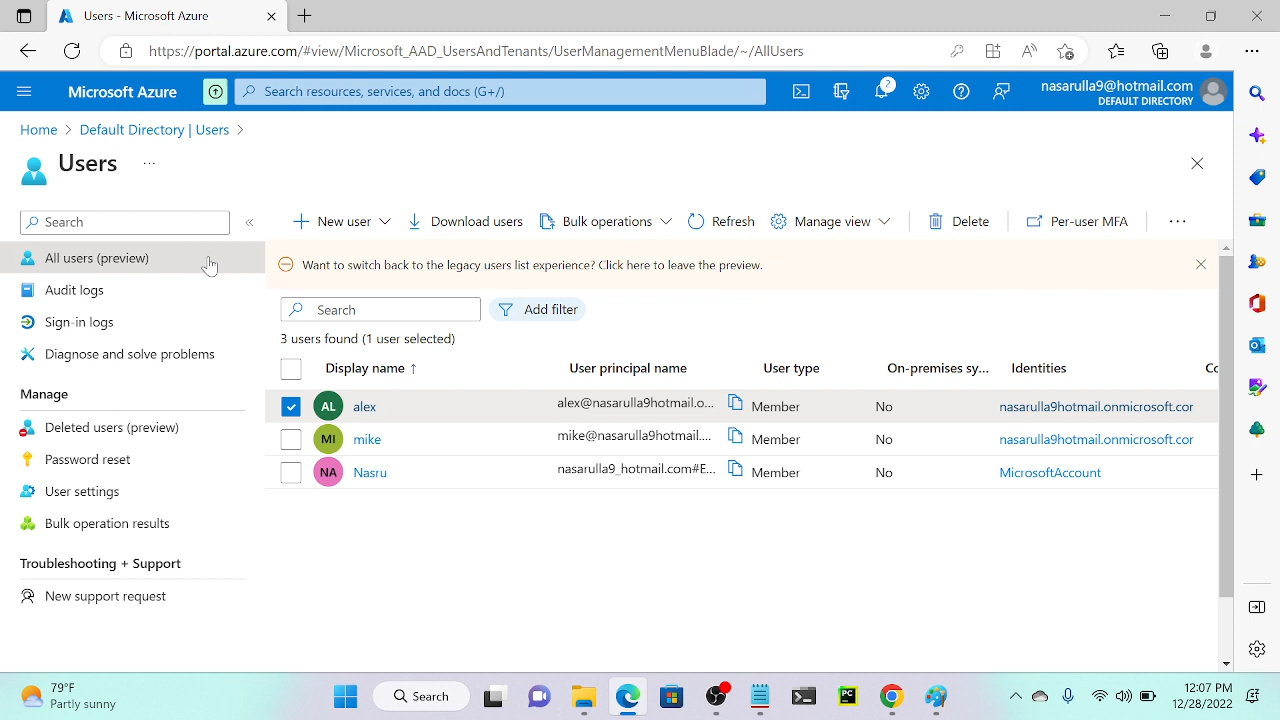 Users - Microsoft Azure
https://portal.azure.com/#view/Microsoft_AAD_UsersAndTenants/UserManagementMenuBlade/~/AllUsers
Microsoft Azure
Search resources, services, and docs (G+/)
2
nasarulla9@hotmail.com
DEFAULT DIRECTORY
Home > Default Directory | Users >
Users ...
Search
New user
Download users
Bulk operations
Refresh
Manage view
Delete
Per-user MFA
All users (preview)
Audit logs
Sign-in logs
Diagnose and solve problems
Manage
Deleted users (preview)
Password reset
User settings
Bulk operation results
Troubleshooting + Support
New support request
Want to switch back to the legacy users list experience? Click here to leave the preview.
Search
Add filter
3 users found (1 user selected)
Display name ↑ User principal name User type On-premises sy... Identities Co
AL alex alex@nasarulla9hotmail.o... Member No nasarulla9hotmail.onmicrosoft.cor
MI mike mike@nasarulla9hotmail.... Member No nasarulla9hotmail.onmicrosoft.cor
NA Nasru nasarulla9_hotmail.com#E... Member No MicrosoftAccount
79°F
Partly sunny
Search
PC
12:07 PM
12/28/2022